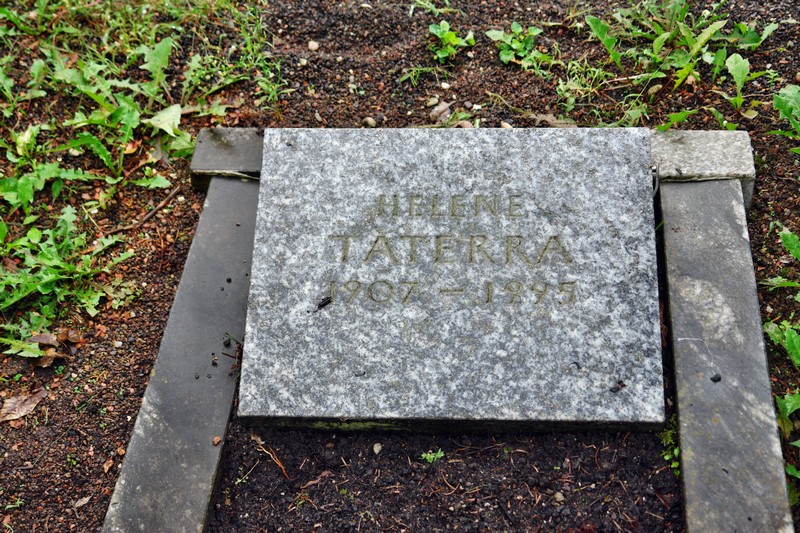 HELENE
TATERRA
1907 - 1995